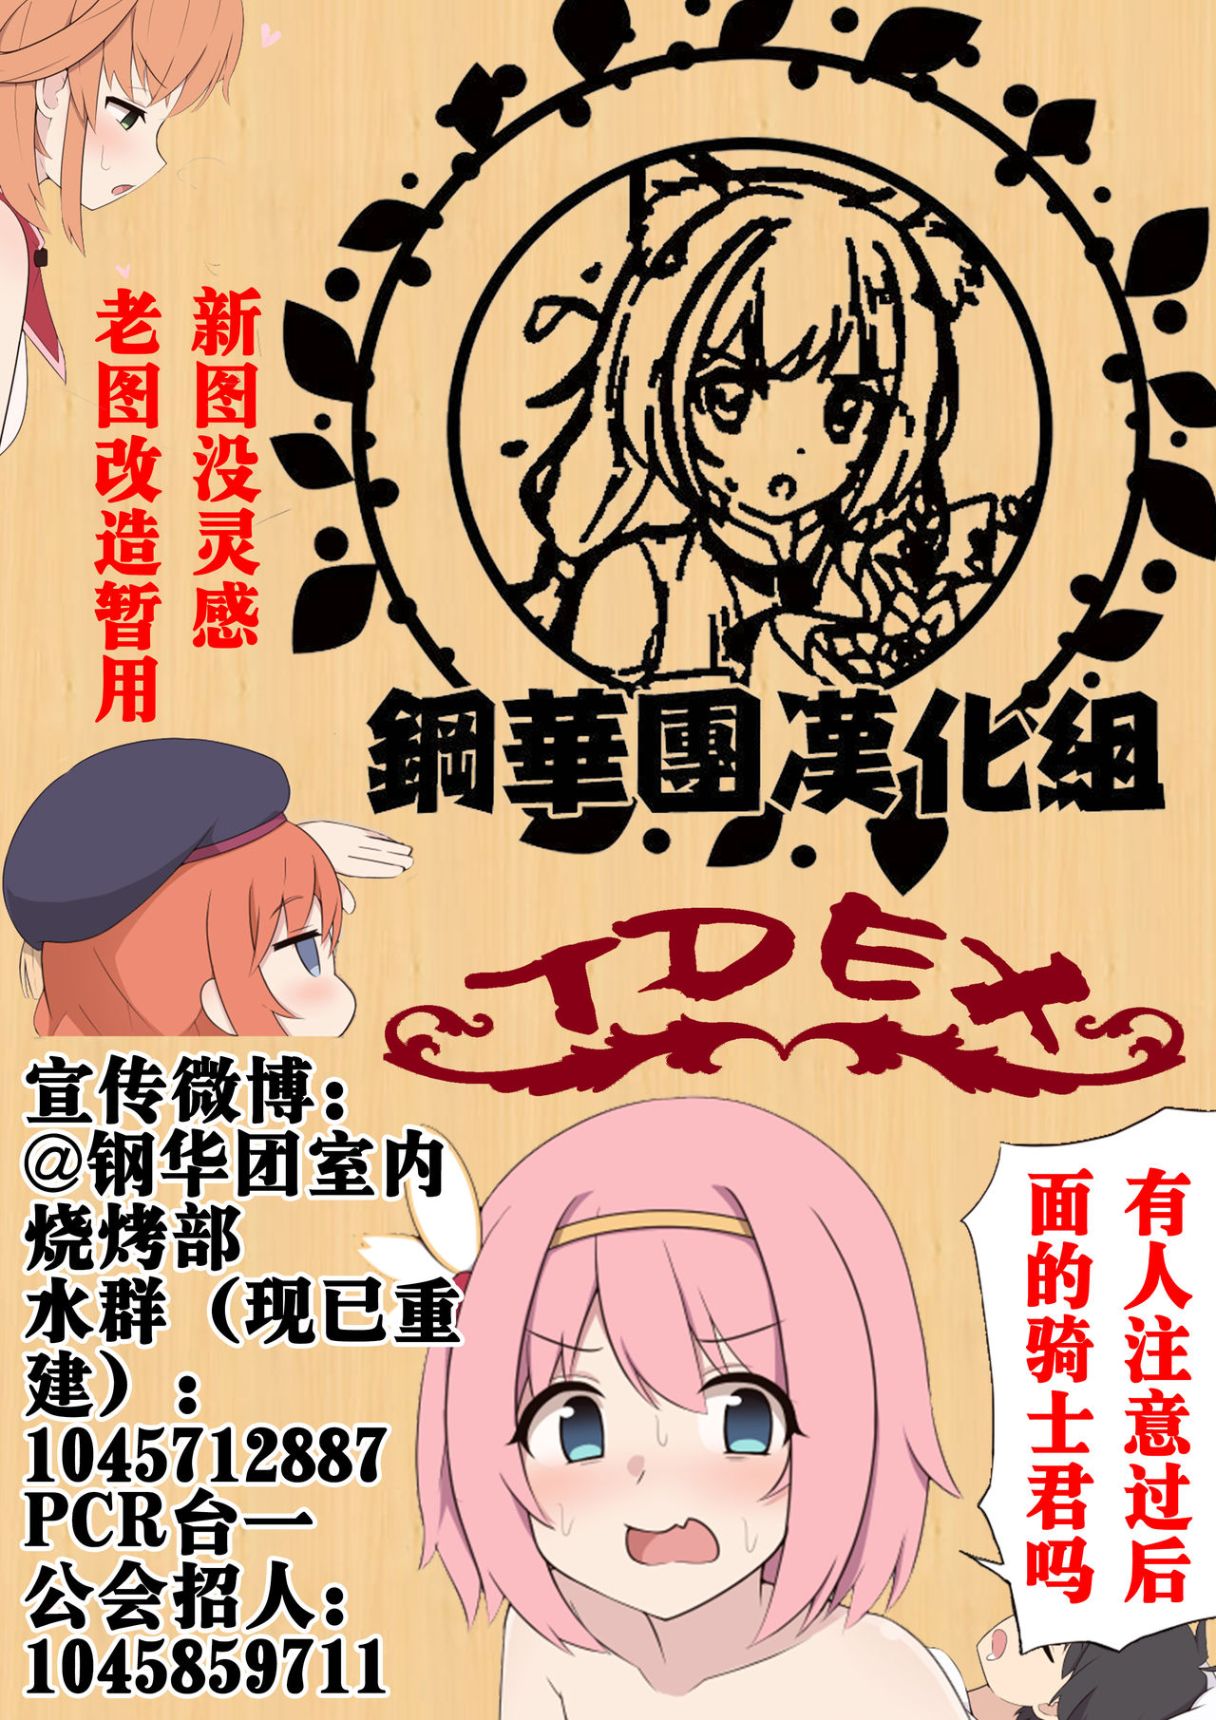 新图没灵感
老图改造暂用
鋼華團漢化組
IDEX
宣传微博：
@钢华团室内
烧烤部
水群（现已重
建）:
1045712887
PCR台一
公会招人：
1045859711
有人注意过后
面的骑士君吗